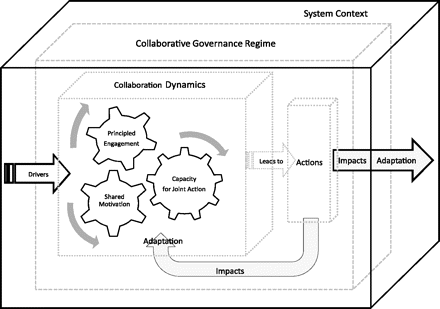 System Context
Collaborative Governance Regime
Collaboration Dynamics
Principled
Engagement
Drivers
Shared
Motivation
Capacity
for Joint Action
Leacs to
Actions
Impacts
Adaptation
Adaptation
Impacts